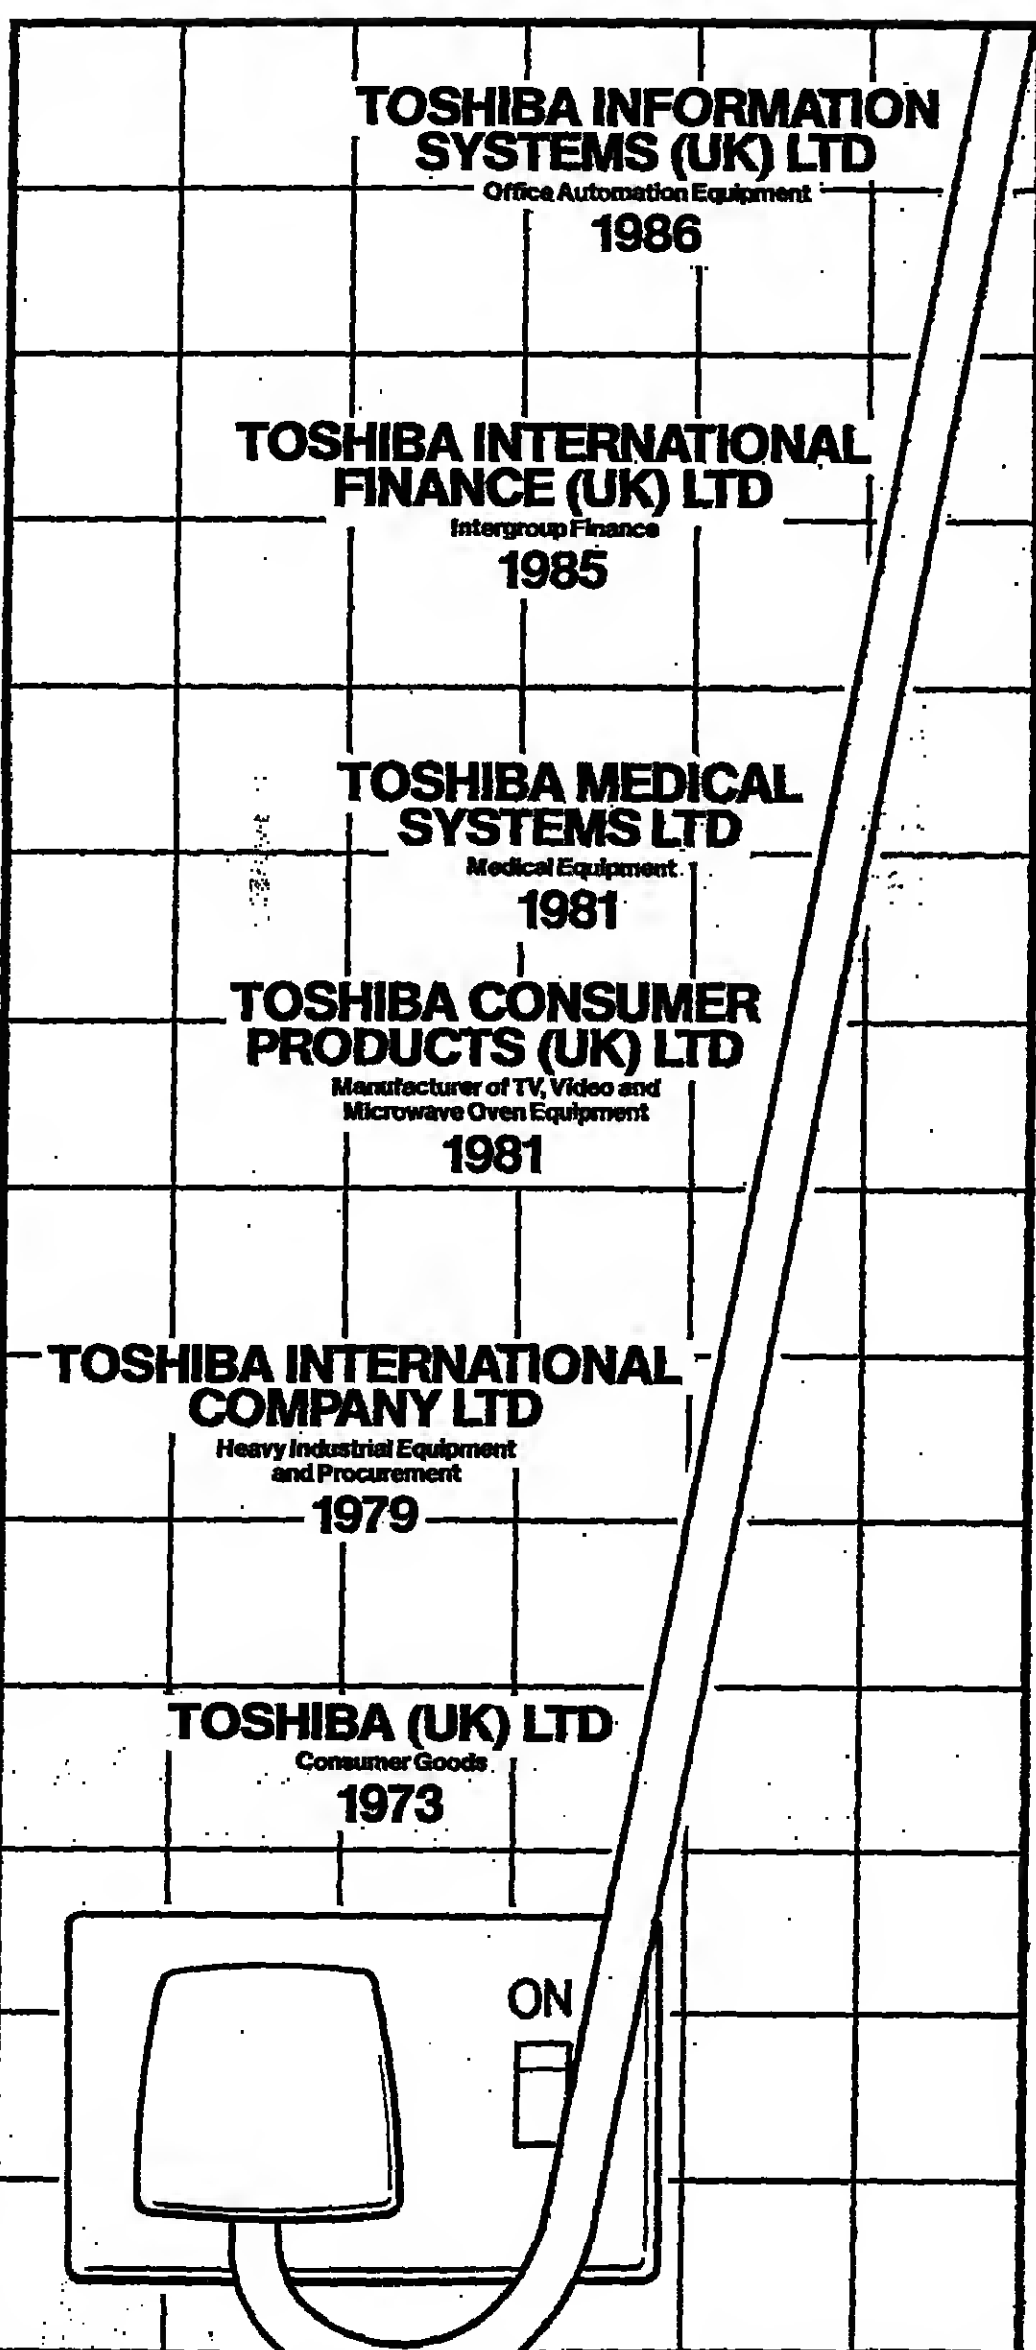 TOSHIBA INFORMATION
SYSTEMS (UK) LTD
Office Automation Equipment
1986
TOSHIBA INTERNATIONAL
FINANCE (UK) LTD
Intergroup Finance
1985
TOSHIBA MEDICAL
SYSTEMS LTD
Medical Equipment
1981
TOSHIBA CONSUMER
PRODUCTS (UK) LTD
Manufacturer of TV, Video and
Microwave Oven Equipment
1981
TOSHIBA INTERNATIONAL
COMPANY LTD
Heavy Industrial Equipment
and Procurement
1979
TOSHIBA (UK) LTD
Consumer Goods
1973
ON